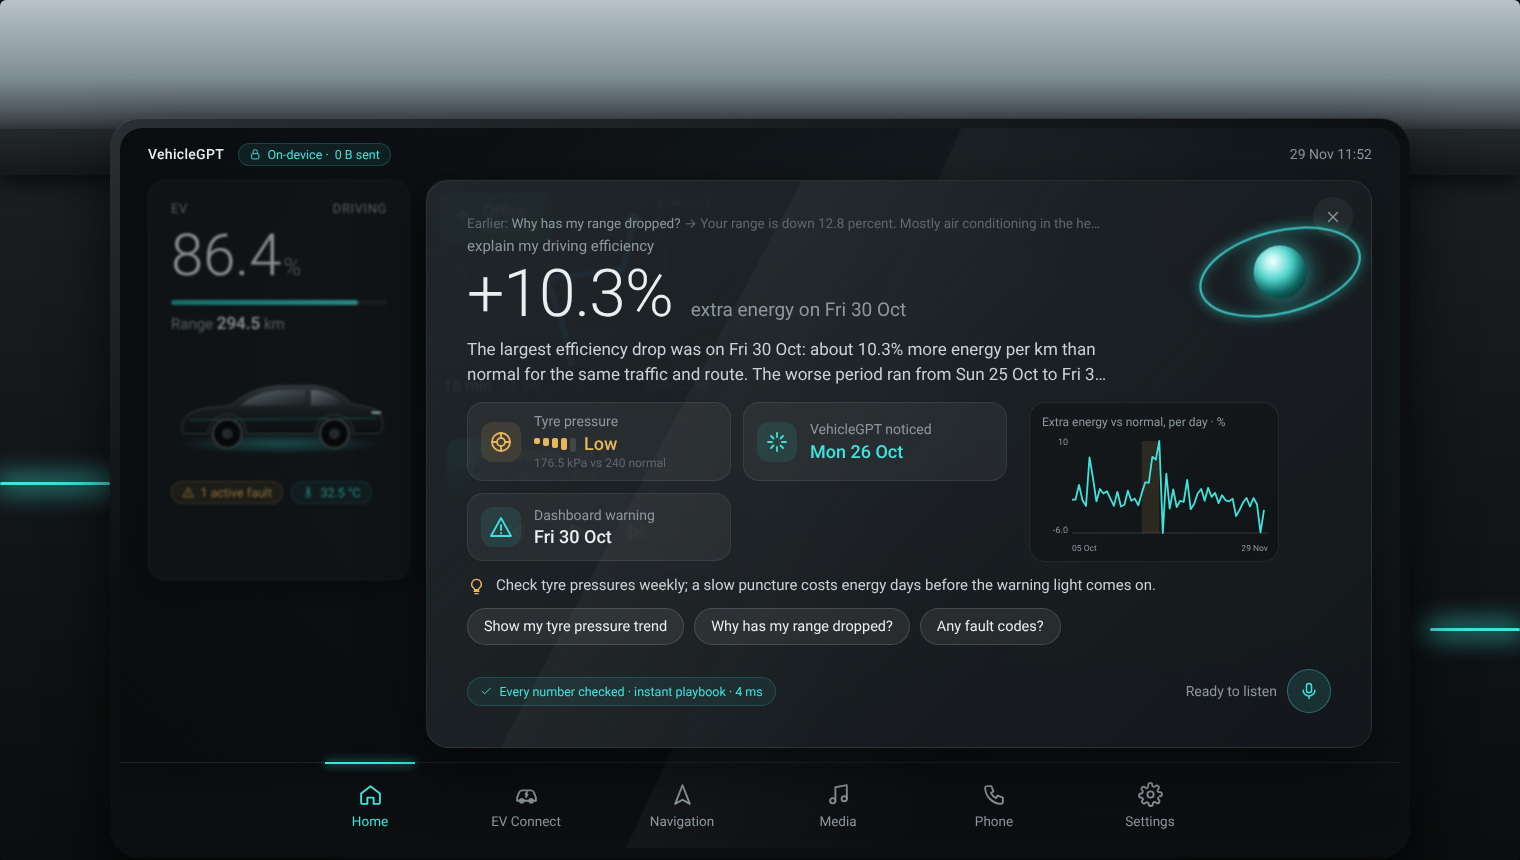 VehicleGPT
On-device · 0 B sent
29 Nov 11:52
EV
DRIVING
86.4%
Range 294.5 km
1 active fault
32.5 °C
Earlier: Why has my range dropped? → Your range is down 12.8 percent. Mostly air conditioning in the he...
explain my driving efficiency
+10.3% extra energy on Fri 30 Oct
The largest efficiency drop was on Fri 30 Oct: about 10.3% more energy per km than
normal for the same traffic and route. The worse period ran from Sun 25 Oct to Fri 3...
Tyre pressure
Low
176.5 kPa vs 240 normal
VehicleGPT noticed
Mon 26 Oct
Dashboard warning
Fri 30 Oct
Extra energy vs normal, per day · %
10
-6.0
05 Oct
29 Nov
Check tyre pressures weekly; a slow puncture costs energy days before the warning light comes on.
Show my tyre pressure trend
Why has my range dropped?
Any fault codes?
Every number checked · instant playbook · 4 ms
Ready to listen
Home
EV Connect
Navigation
Media
Phone
Settings